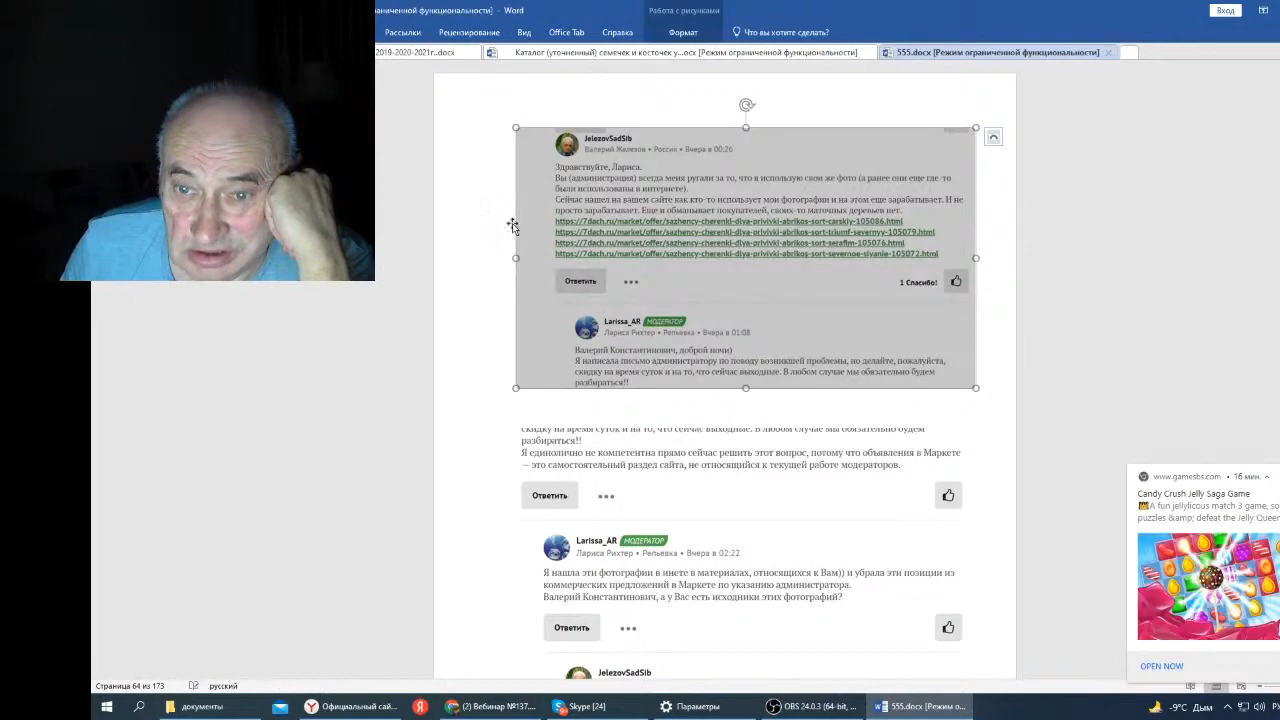 раниченной функциональности] - Word
Работа с рисунками
Вход
Рассылки
Рецензирование
Вид
Office Tab
Справка
Формат
Что вы хотите сделать?
2019-2020-2021г...docx
Каталог (уточненный) семечек и косточек у...ocx [Режим ограниченной функциональности]
555.docx [Режим ограниченной функциональности]
JelezovSadSib
Валерий Железов • Россия • Вчера в 00:26
Здравствуйте, Лариса.
Вы (администрация) всегда меня ругали за то, что я использую свои же фото (а ранее они еще где-то
были использованы в интернете).
Сейчас нашел на вашем сайте как кто-то использует мои фотографии и на этом еще зарабатывает. И не
просто зарабатывает. Еще и обманывает покупателей, своих-то маточных деревьев нет.
https://7dach.ru/market/offer/sazhency-cherenki-dlya-privivki-abrikos-sort-carskiy-105086.html
https://7dach.ru/market/offer/sazhency-cherenki-dlya-privivki-abrikos-sort-triumf-severnyy-105079.html
https://7dach.ru/market/offer/sazhency-cherenki-dlya-privivki-abrikos-sort-serafim-105076.html
https://7dach.ru/market/offer/sazhency-cherenki-dlya-privivki-abrikos-sort-severnoe-siyanie-105072.html
Ответить
1 Спасибо!
Larissa_AR МОДЕРАТОР
Лариса Рихтер • Репьевка • Вчера в 01:08
Валерий Константинович, доброй ночи)
Я написала письмо администратору по поводу возникшей проблемы, но делайте, пожалуйста,
скидку на время суток и на то, что сейчас выходные. В любом случае мы обязательно будем
разбираться!!
скидку на время суток и на то, что сейчас выходные. В любом случае мы обязательно будем
разбираться!!
Я единолично не компетентна прямо сейчас решить этот вопрос, потому что объявления в Маркете
— это самостоятельный раздел сайта, не относящийся к текущей работе модераторов.
Ответить
Larissa_AR МОДЕРАТОР
Лариса Рихтер • Репьевка • Вчера в 02:22
Я нашла эти фотографии в инете в материалах, относящихся к Вам)) и убрала эти позиции из
коммерческих предложений в Маркете по указанию администратора.
Валерий Константинович, а у Вас есть исходники этих фотографий?
Ответить
JelezovSadSib
www.gamesbs.com • 16 мин.
Candy Crush Jelly Saga Game
A fun jellylicous match 3 game, so
puzzles &amp; defeat the Jelly Queen
OPEN NOW
Страница 64 из 173
русский
документы
Официальный сай...
(2) Вебинар №137....
Skype [24]
Параметры
OBS 24.0.3 (64-bit, ...
555.docx [Режим о...
-9°C Дым